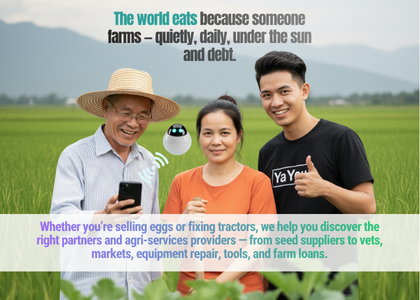 The world eats because someone
farms – quietly, daily, under the sun
and debt.
Ya You
Whether you're selling eggs or fixing tractors, we help you discover the
right partners and agri-services providers — from seed suppliers to vets,
markets, equipment repair, tools, and farm loans.